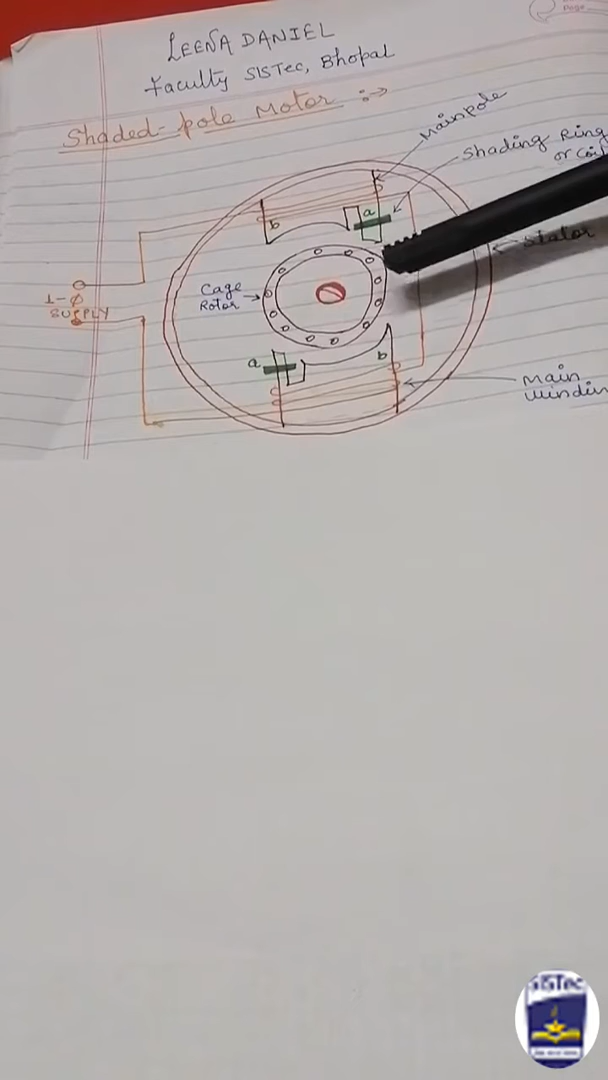 LEENA DANIEL
Faculty SISTec, Bhopal
Shaded-pole Motor :->
Main pole
Shading Ring
or Coil
a
b
Stator
Cage
Rotor
1-Φ
SUPPLY
a
b
Main
windin
SISTec